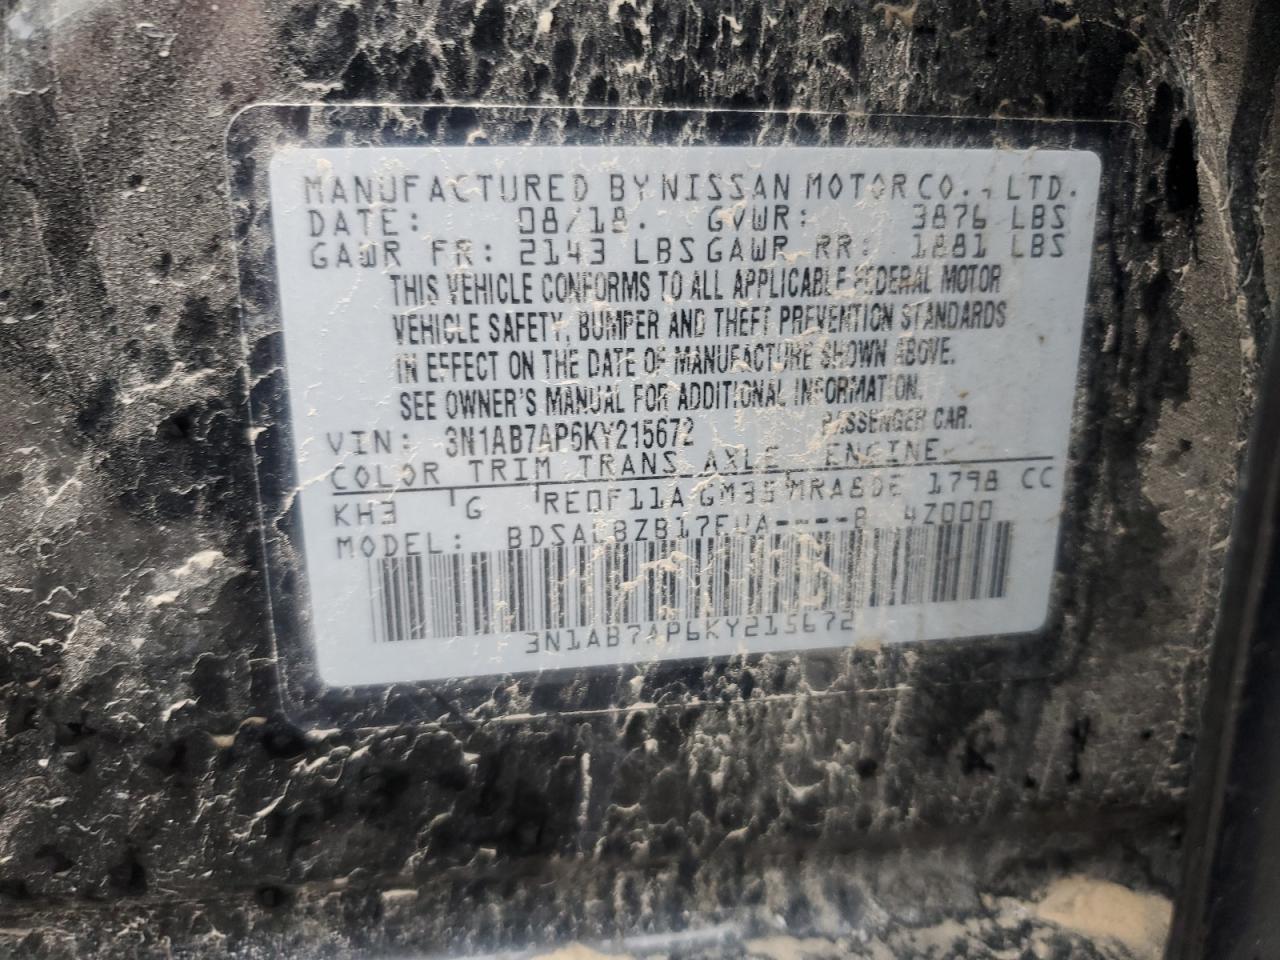 MANUFACTURED BY NISSAN MOTOR CO., LTD.
DATE: 08/18. GVWR: 3876 LBS
GAWR FR: 2143 LBS GAWR RR: 1881 LBS
THIS VEHICLE CONFORMS TO ALL APPLICABLE FEDERAL MOTOR
VEHICLE SAFETY, BUMPER AND THEFT PREVENTION STANDARDS
IN EFFECT ON THE DATE OF MANUFACTURE SHOWN ABOVE.
SEE OWNER'S MANUAL FOR ADDITIONAL INFORMATION.
VIN: 3N1AB7AP6KY215672 PASSENGER CAR.
COLOR TRIM TRANS AXLE ENGINE
KH3 G RE0F11A GM35 MRA8DE 1798 CC
MODEL: 4Z000
3N1AB7AP6KY215672